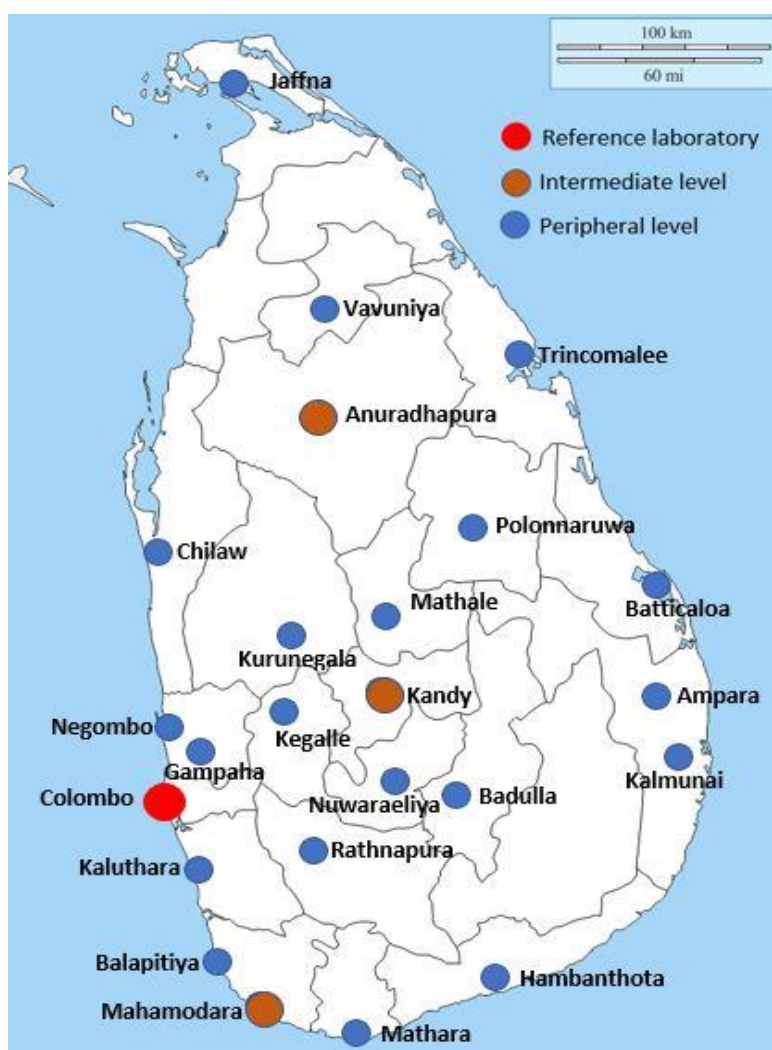 100 km
60 mi
Jaffna
Reference laboratory
Intermediate level
Peripheral level
Vavuniya
Trincomalee
Anuradhapura
Polonnaruwa
Chilaw
Batticaloa
Mathale
Kurunegala
Kandy
Ampara
Negombo
Kegalle
Gampaha
Kalmunai
Colombo
Nuwaraeliya
Badulla
Rathnapura
Kaluthara
Balapitiya
Hambanthota
Mahamodara
Mathara